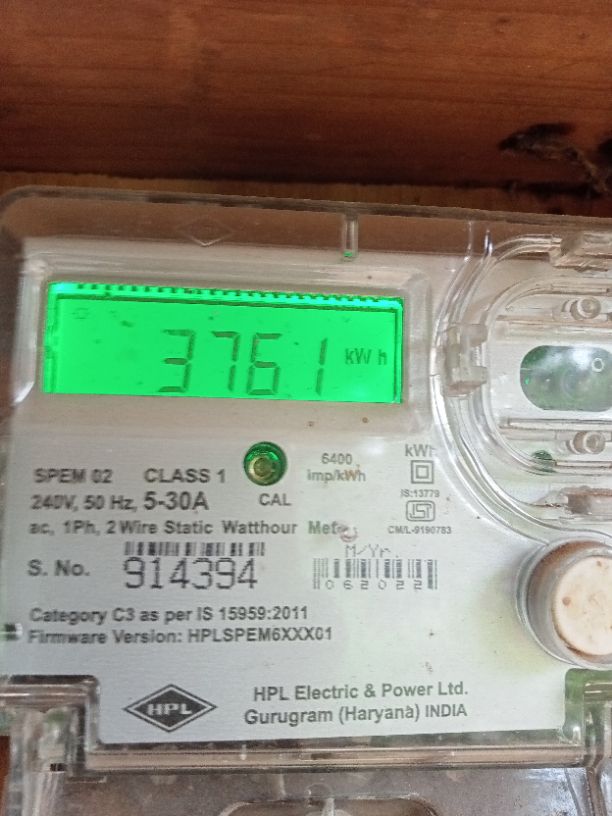 3761 kWh
SPEM 02 CLASS 1
240V, 50 Hz, 5-30A
CAL
6400
imp/kWh
kWh
IS:13779
ISI
CM/L-9190783
ac, 1Ph, 2 Wire Static Watthour
M/Yr.
S. No. 914394
062022
Category C3 as per IS 15959:2011
Firmware Version: HPLSPEM6XXX01
HPL
HPL Electric & Power Ltd.
Gurugram (Haryana) INDIA